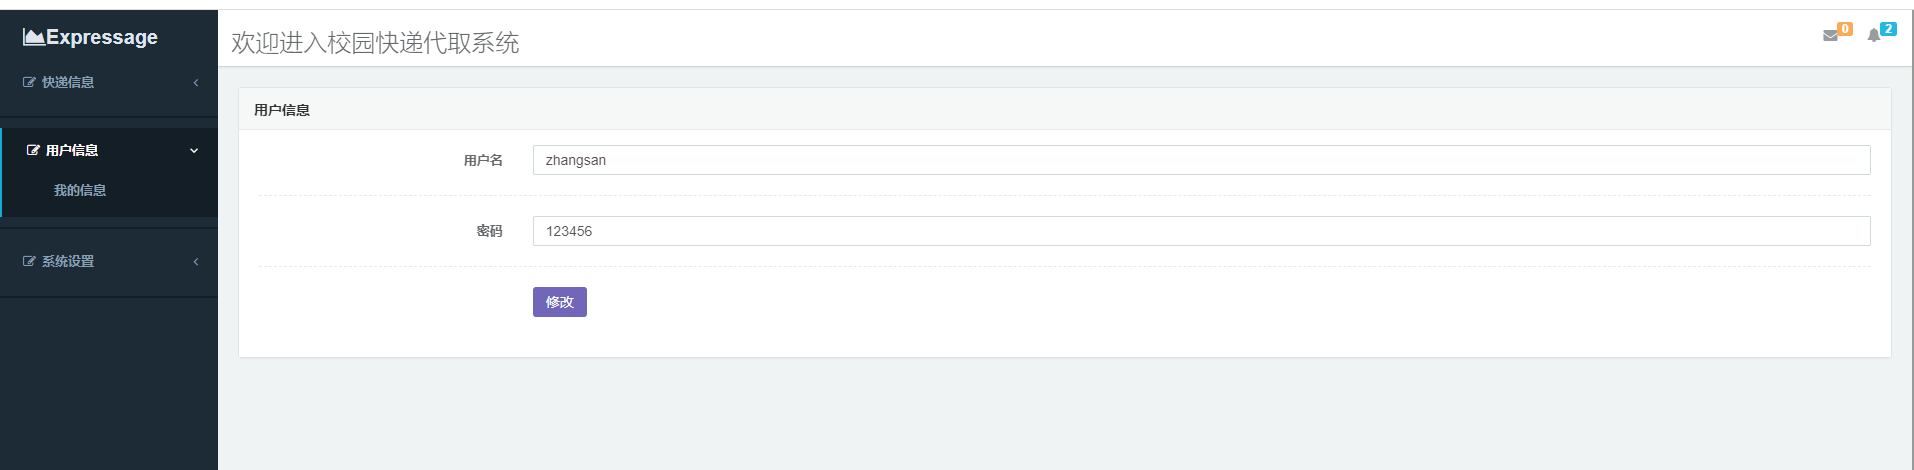 Expressage
快递信息
用户信息
我的信息
系统设置
欢迎进入校园快递代取系统
0
2
用户信息
用户名 zhangsan
密码 123456
修改